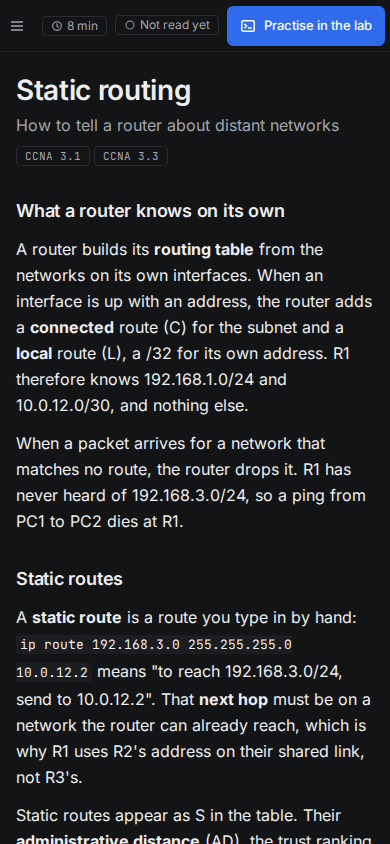 8 min
Not read yet
Practise in the lab
Static routing
How to tell a router about distant networks
CCNA 3.1 CCNA 3.3
What a router knows on its own
A router builds its routing table from the
networks on its own interfaces. When an
interface is up with an address, the router adds
a connected route (C) for the subnet and a
local route (L), a /32 for its own address. R1
therefore knows 192.168.1.0/24 and
10.0.12.0/30, and nothing else.
When a packet arrives for a network that
matches no route, the router drops it. R1 has
never heard of 192.168.3.0/24, so a ping from
PC1 to PC2 dies at R1.
Static routes
A static route is a route you type in by hand:
ip route 192.168.3.0 255.255.255.0
10.0.12.2 means "to reach 192.168.3.0/24,
send to 10.0.12.2". That next hop must be on a
network the router can already reach, which is
why R1 uses R2's address on their shared link,
not R3's.
Static routes appear as S in the table. Their
administrative distance (AD), the trust ranking